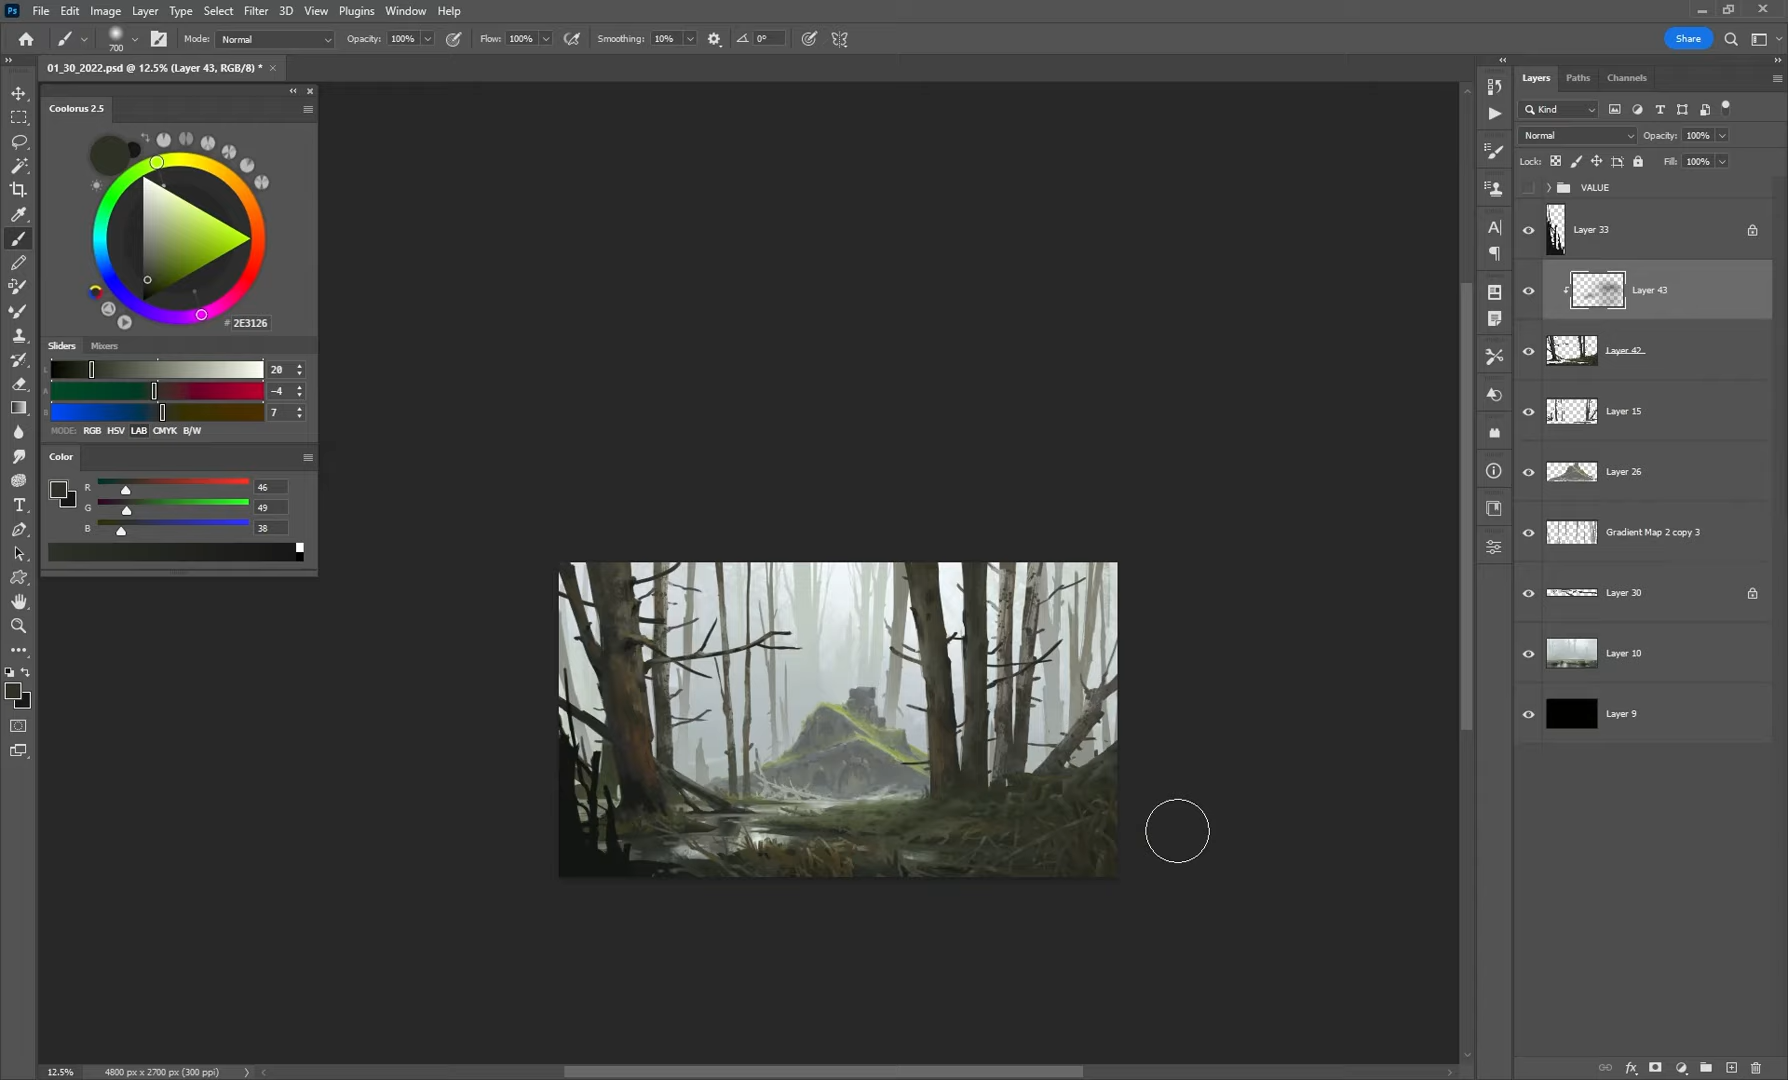 Ps File Edit Image Layer Type Select Filter 3D View Plugins Window Help
700 Mode: Normal Opacity: 100% Flow: 100% Smoothing: 10% 0° Share
01_30_2022.psd @ 12.5% (Layer 43, RGB/8) *
Coolorus 2.5
# 2E3126
Sliders Mixers
L 20
A -4
B 7
MODE: RGB HSV LAB CMYK B/W
Color
R 46
G 49
B 38
Layers Paths Channels
Kind
Normal Opacity: 100%
Lock: Fill: 100%
VALUE
Layer 33
Layer 43
Layer 42
Layer 15
Layer 26
Gradient Map 2 copy 3
Layer 30
Layer 10
Layer 9
12.5% 4800 px x 2700 px (300 ppi)